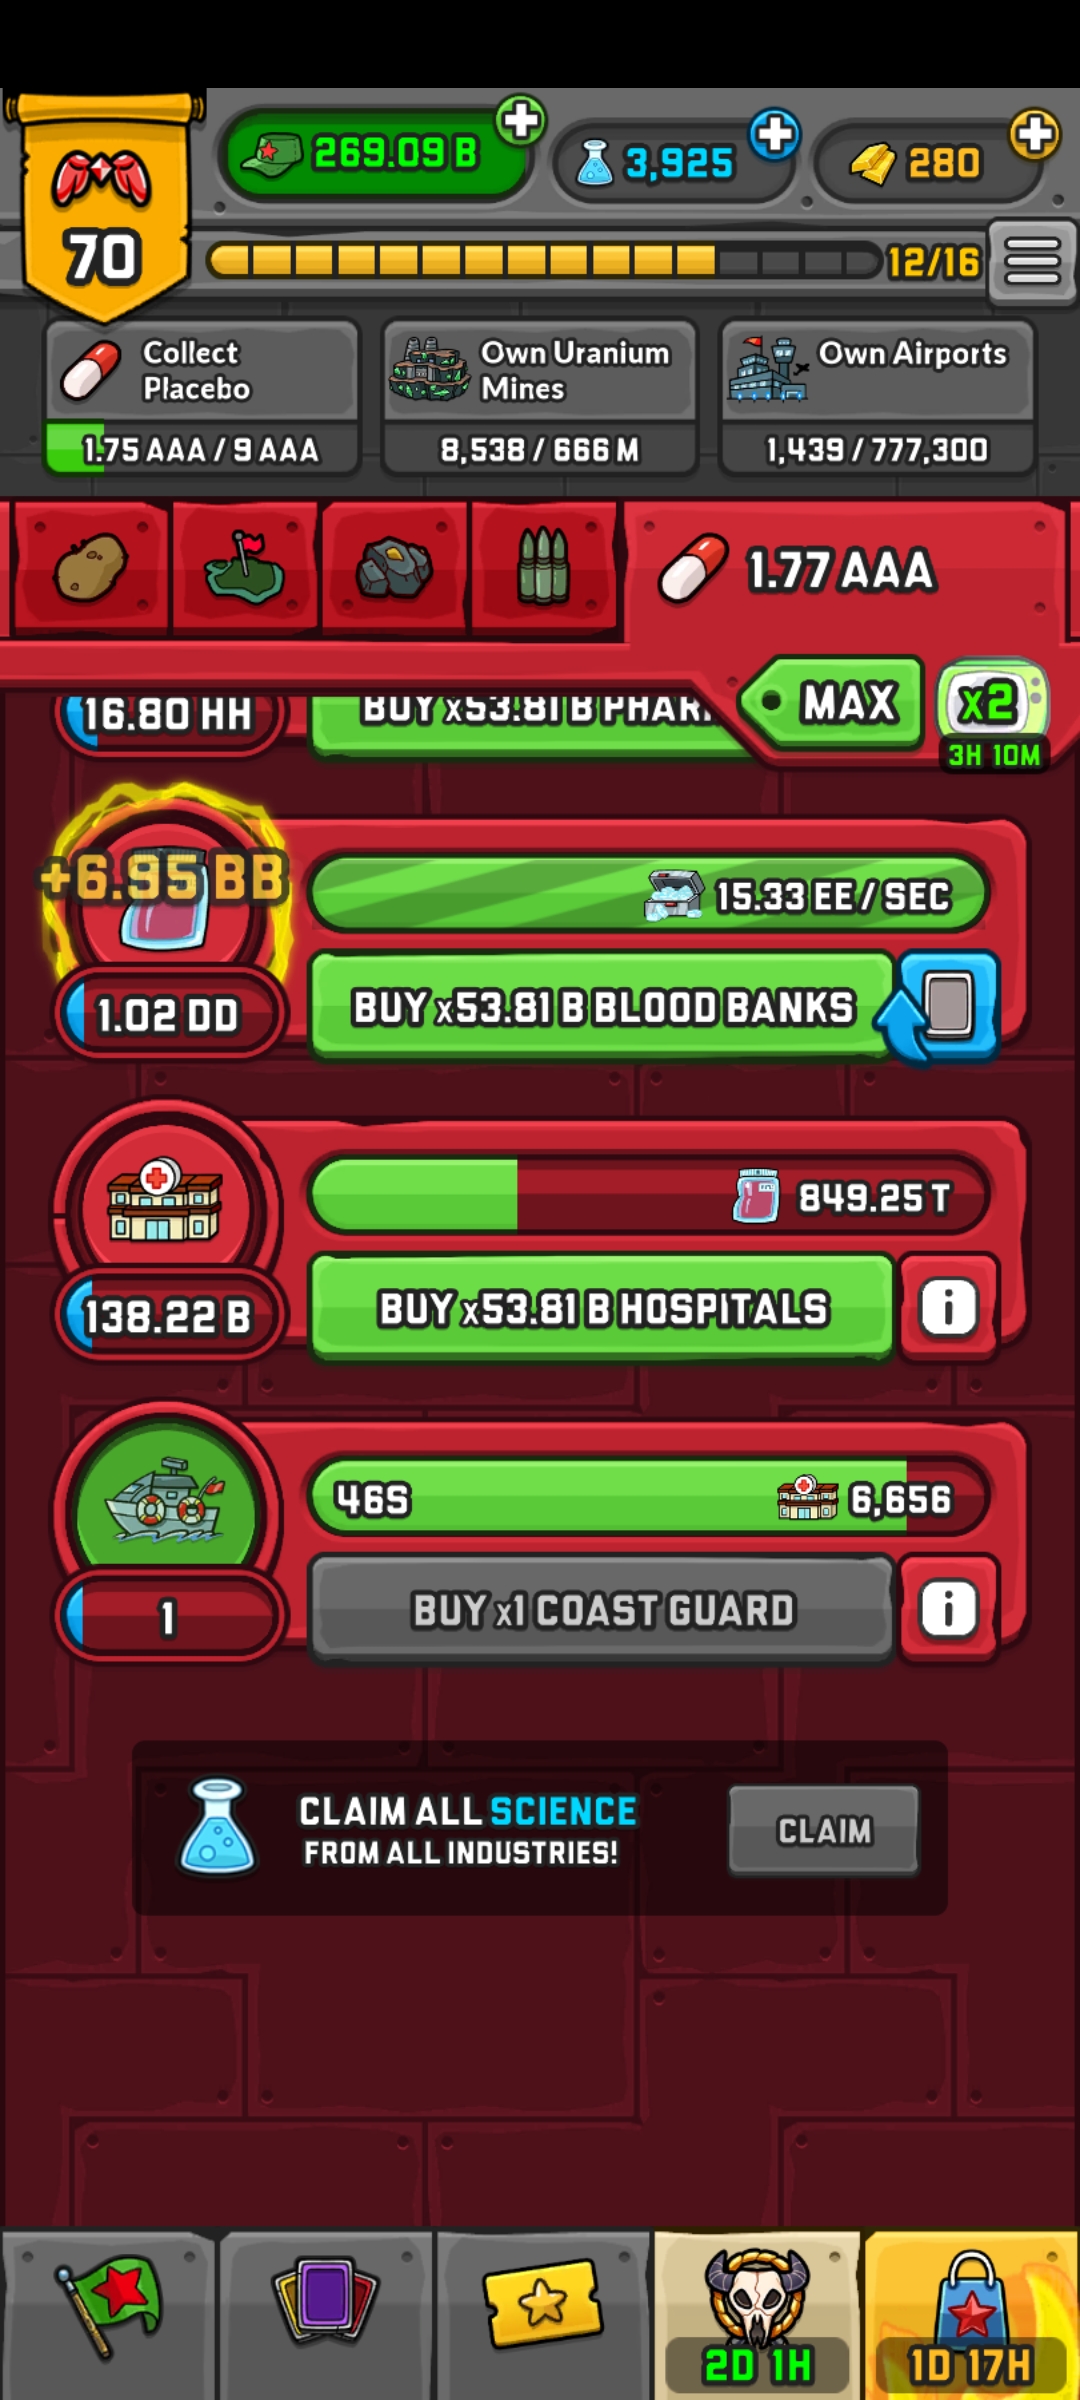 70
269.09 B
3,925
280
12/16
Collect
Placebo
1.75 AAA / 9 AAA
Own Uranium
Mines
8,538 / 666 M
Own Airports
1,439 / 777,300
1.77 AAA
MAX
x2
3H 10M
16.80 HH
BUY x53.81 B PHAR
+6.95 BB
15.33 EE / SEC
1.02 DD
BUY x53.81 B BLOOD BANKS
849.25 T
138.22 B
BUY x53.81 B HOSPITALS
46S
6,656
1
BUY x1 COAST GUARD
CLAIM ALL SCIENCE
FROM ALL INDUSTRIES!
CLAIM
2D 1H
1D 17H